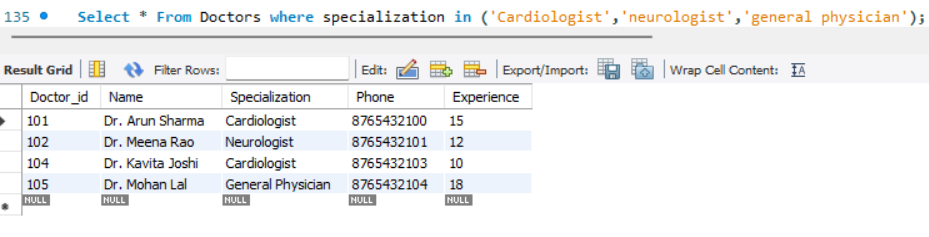 135 Select * From Doctors where specialization in ('Cardiologist','neurologist','general physician');
Result Grid Filter Rows: Edit: Export/Import: Wrap Cell Content: IA
Doctor_id Name Specialization Phone Experience
101 Dr. Arun Sharma Cardiologist 8765432100 15
102 Dr. Meena Rao Neurologist 8765432101 12
104 Dr. Kavita Joshi Cardiologist 8765432103 10
105 Dr. Mohan Lal General Physician 8765432104 18
NULL NULL NULL NULL NULL